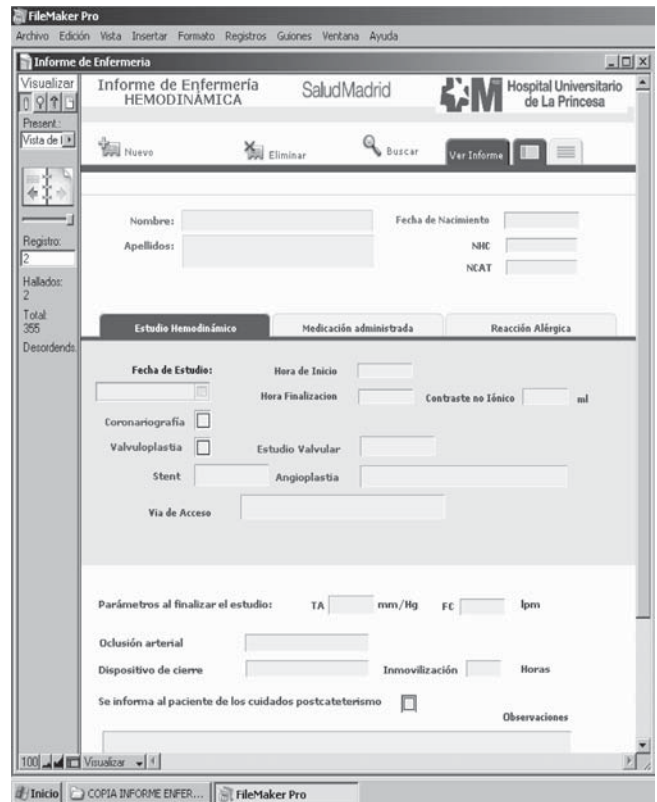 FileMaker Pro
Archivo Edición Vista Insertar Formato Registros Guiones Ventana Ayuda
Informe de Enfermeria
Visualizar
Present.:
Vista de l
Registro:
2
Hallados:
2
Total:
355
Desordends.
Informe de Enfermería
HEMODINÁMICA
SaludMadrid
Hospital Universitario
de La Princesa
Nuevo Eliminar Buscar Ver Informe
Nombre: Fecha de Nacimiento
Apellidos: NHC
NCAT
Estudio Hemodinámico Medicación administrada Reacción Alérgica
Fecha de Estudio: Hora de Inicio
Hora Finalizacion Contraste no Iónico ml
Coronariografía
Valvuloplastia Estudio Valvular
Stent Angioplastia
Via de Acceso
Parámetros al finalizar el estudio: TA mm/Hg FC lpm
Oclusión arterial
Dispositivo de cierre Inmovilización Horas
Se informa al paciente de los cuidados postcateterismo
Observaciones
100 Visualizar
Inicio COPIA INFORME ENFER... FileMaker Pro